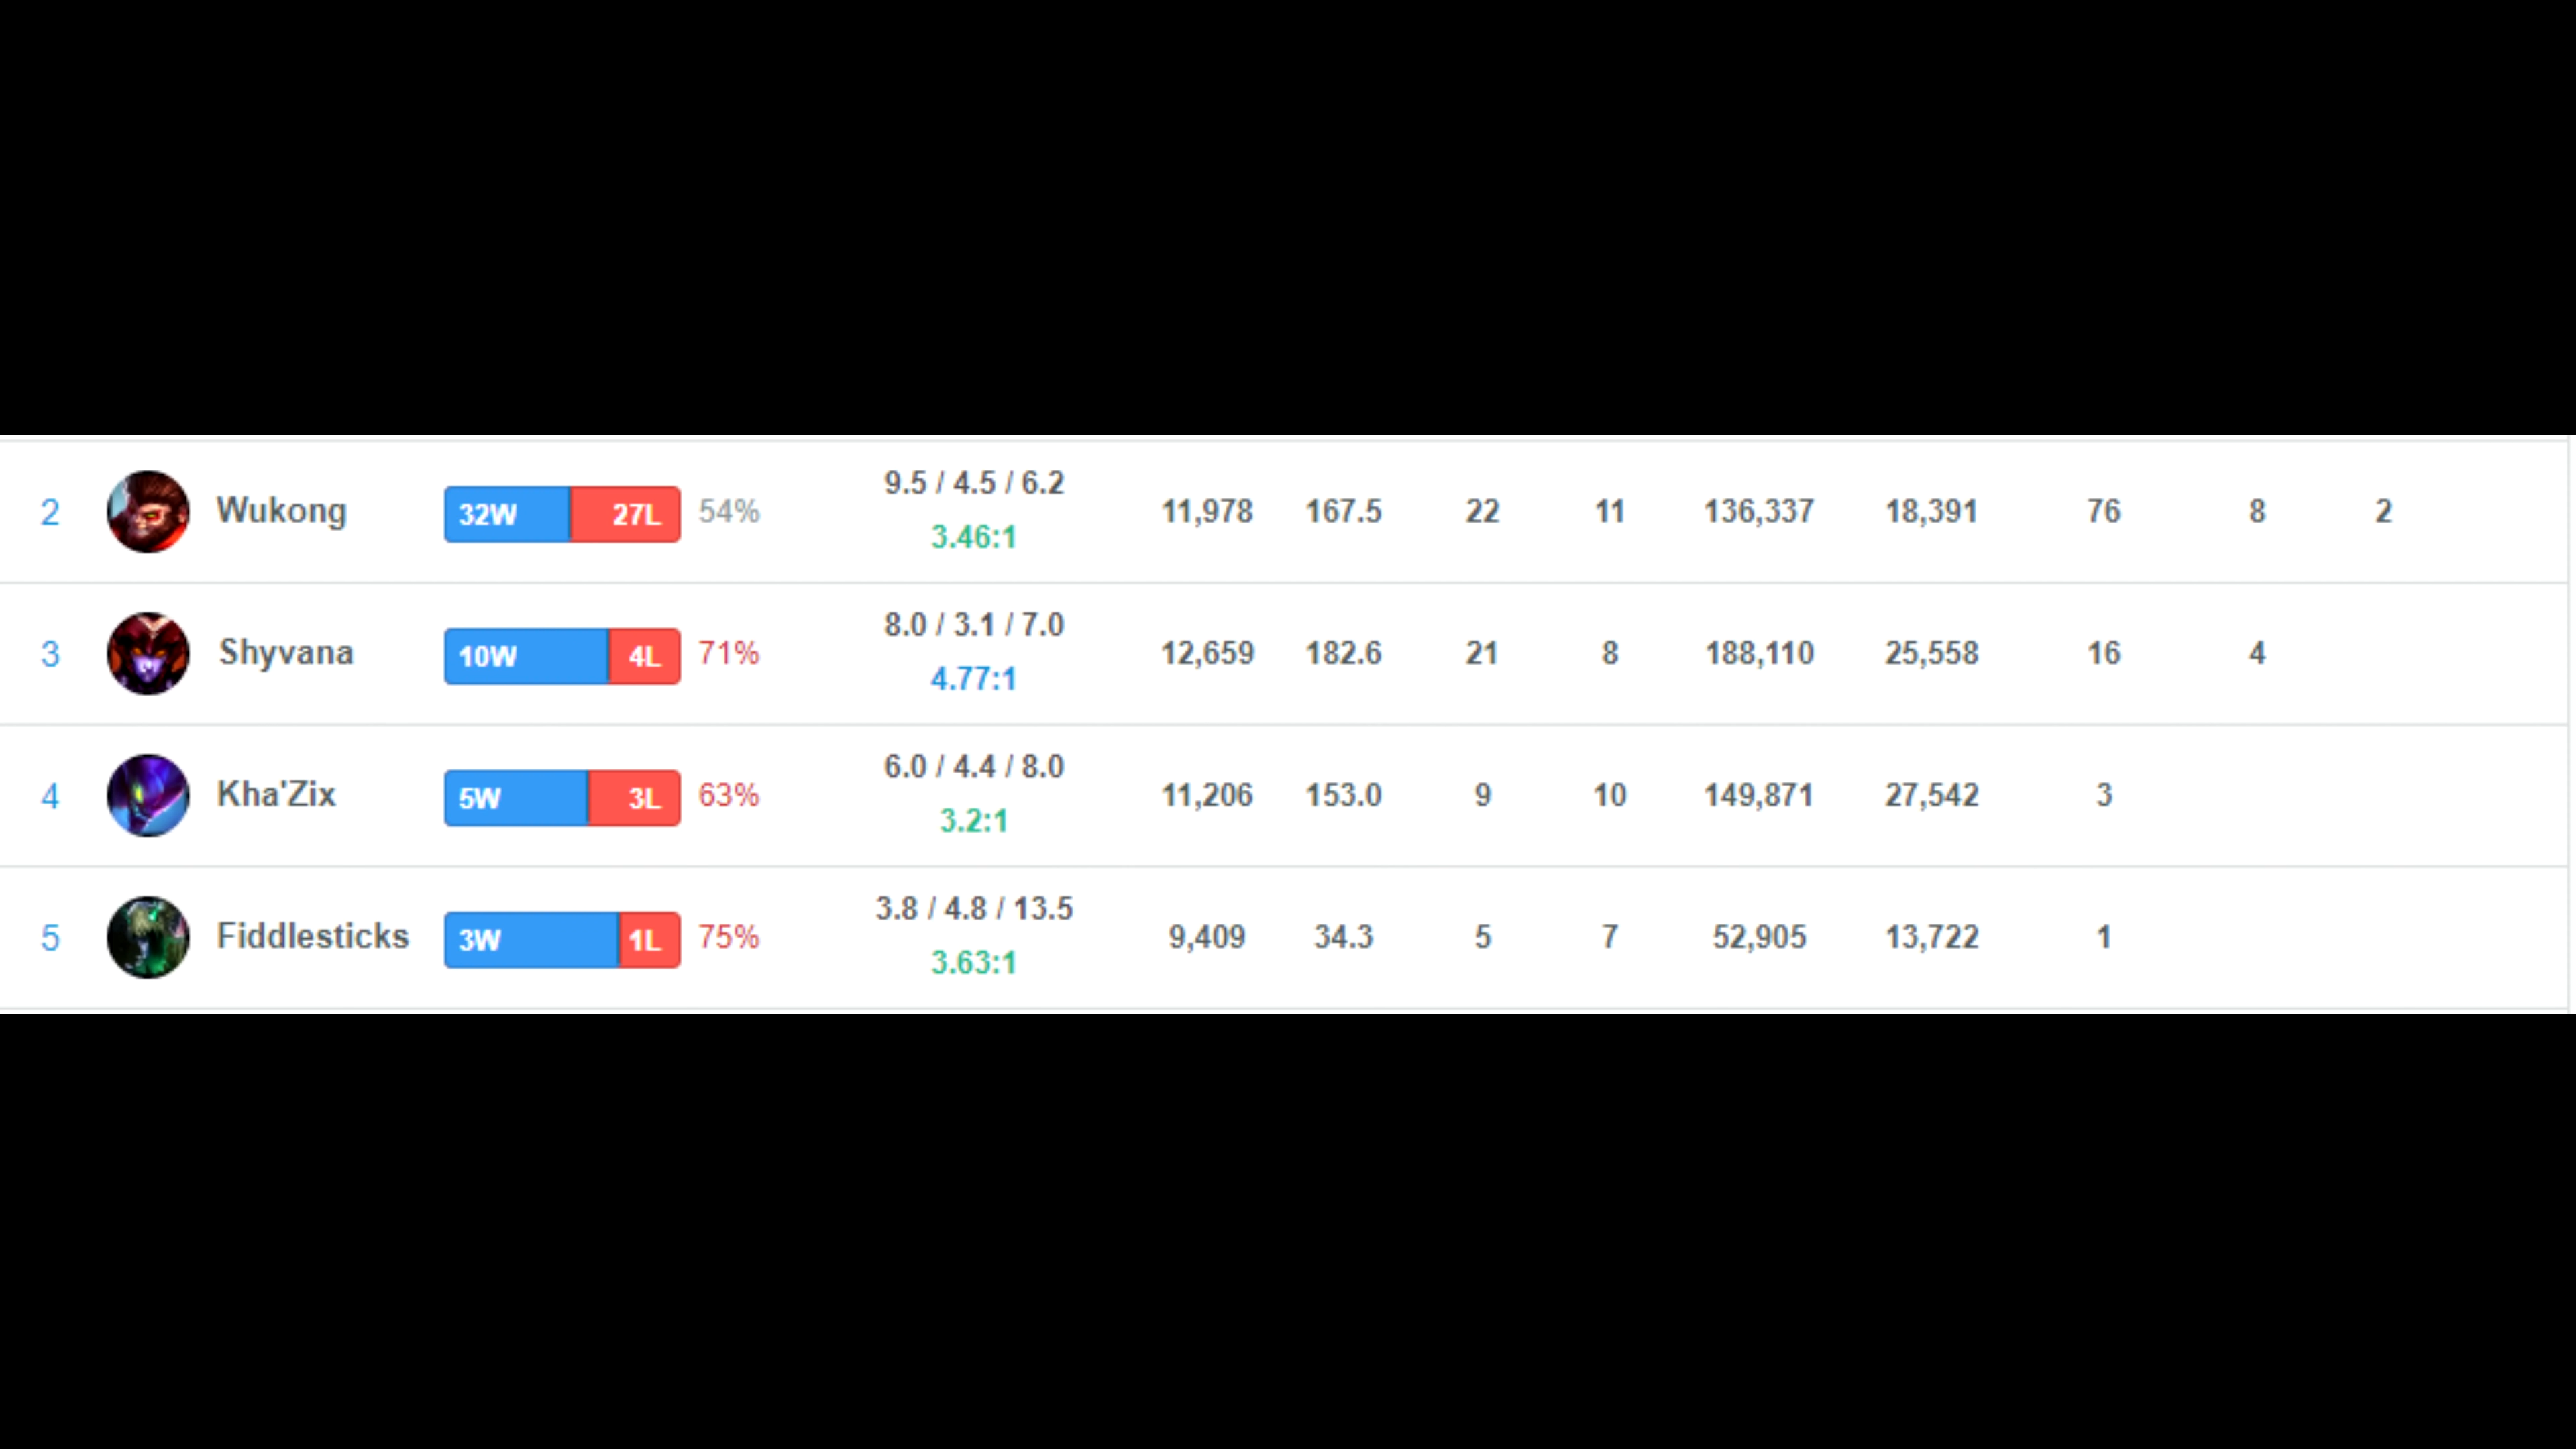 2 Wukong 32W 27L 54% 9.5 / 4.5 / 6.2 11,978 167.5 22 11 136,337 18,391 76 8 2
3.46:1
3 Shyvana 10W 4L 71% 8.0 / 3.1 / 7.0 12,659 182.6 21 8 188,110 25,558 16 4
4.77:1
4 Kha'Zix 5W 3L 63% 6.0 / 4.4 / 8.0 11,206 153.0 9 10 149,871 27,542 3
3.2:1
5 Fiddlesticks 3W 1L 75% 3.8 / 4.8 / 13.5 9,409 34.3 5 7 52,905 13,722 1
3.63:1